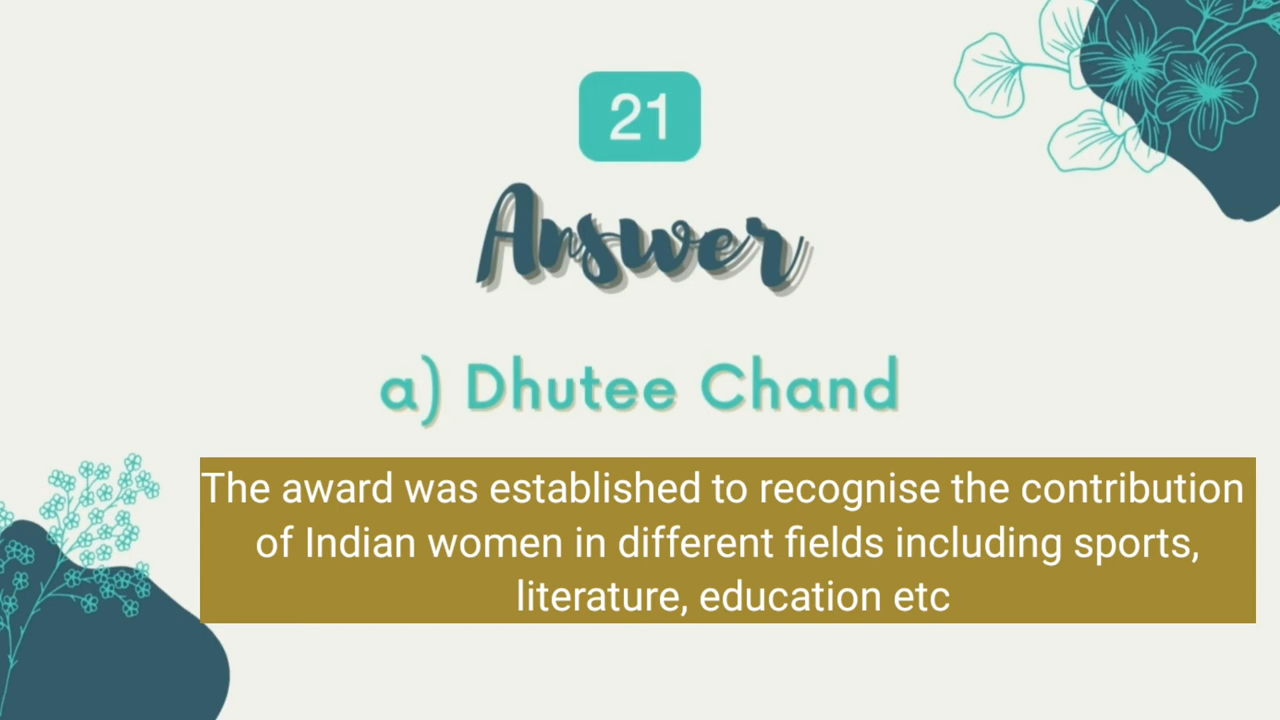 21
Answer
a) Dhutee Chand
The award was established to recognise the contribution
of Indian women in different fields including sports,
literature, education etc